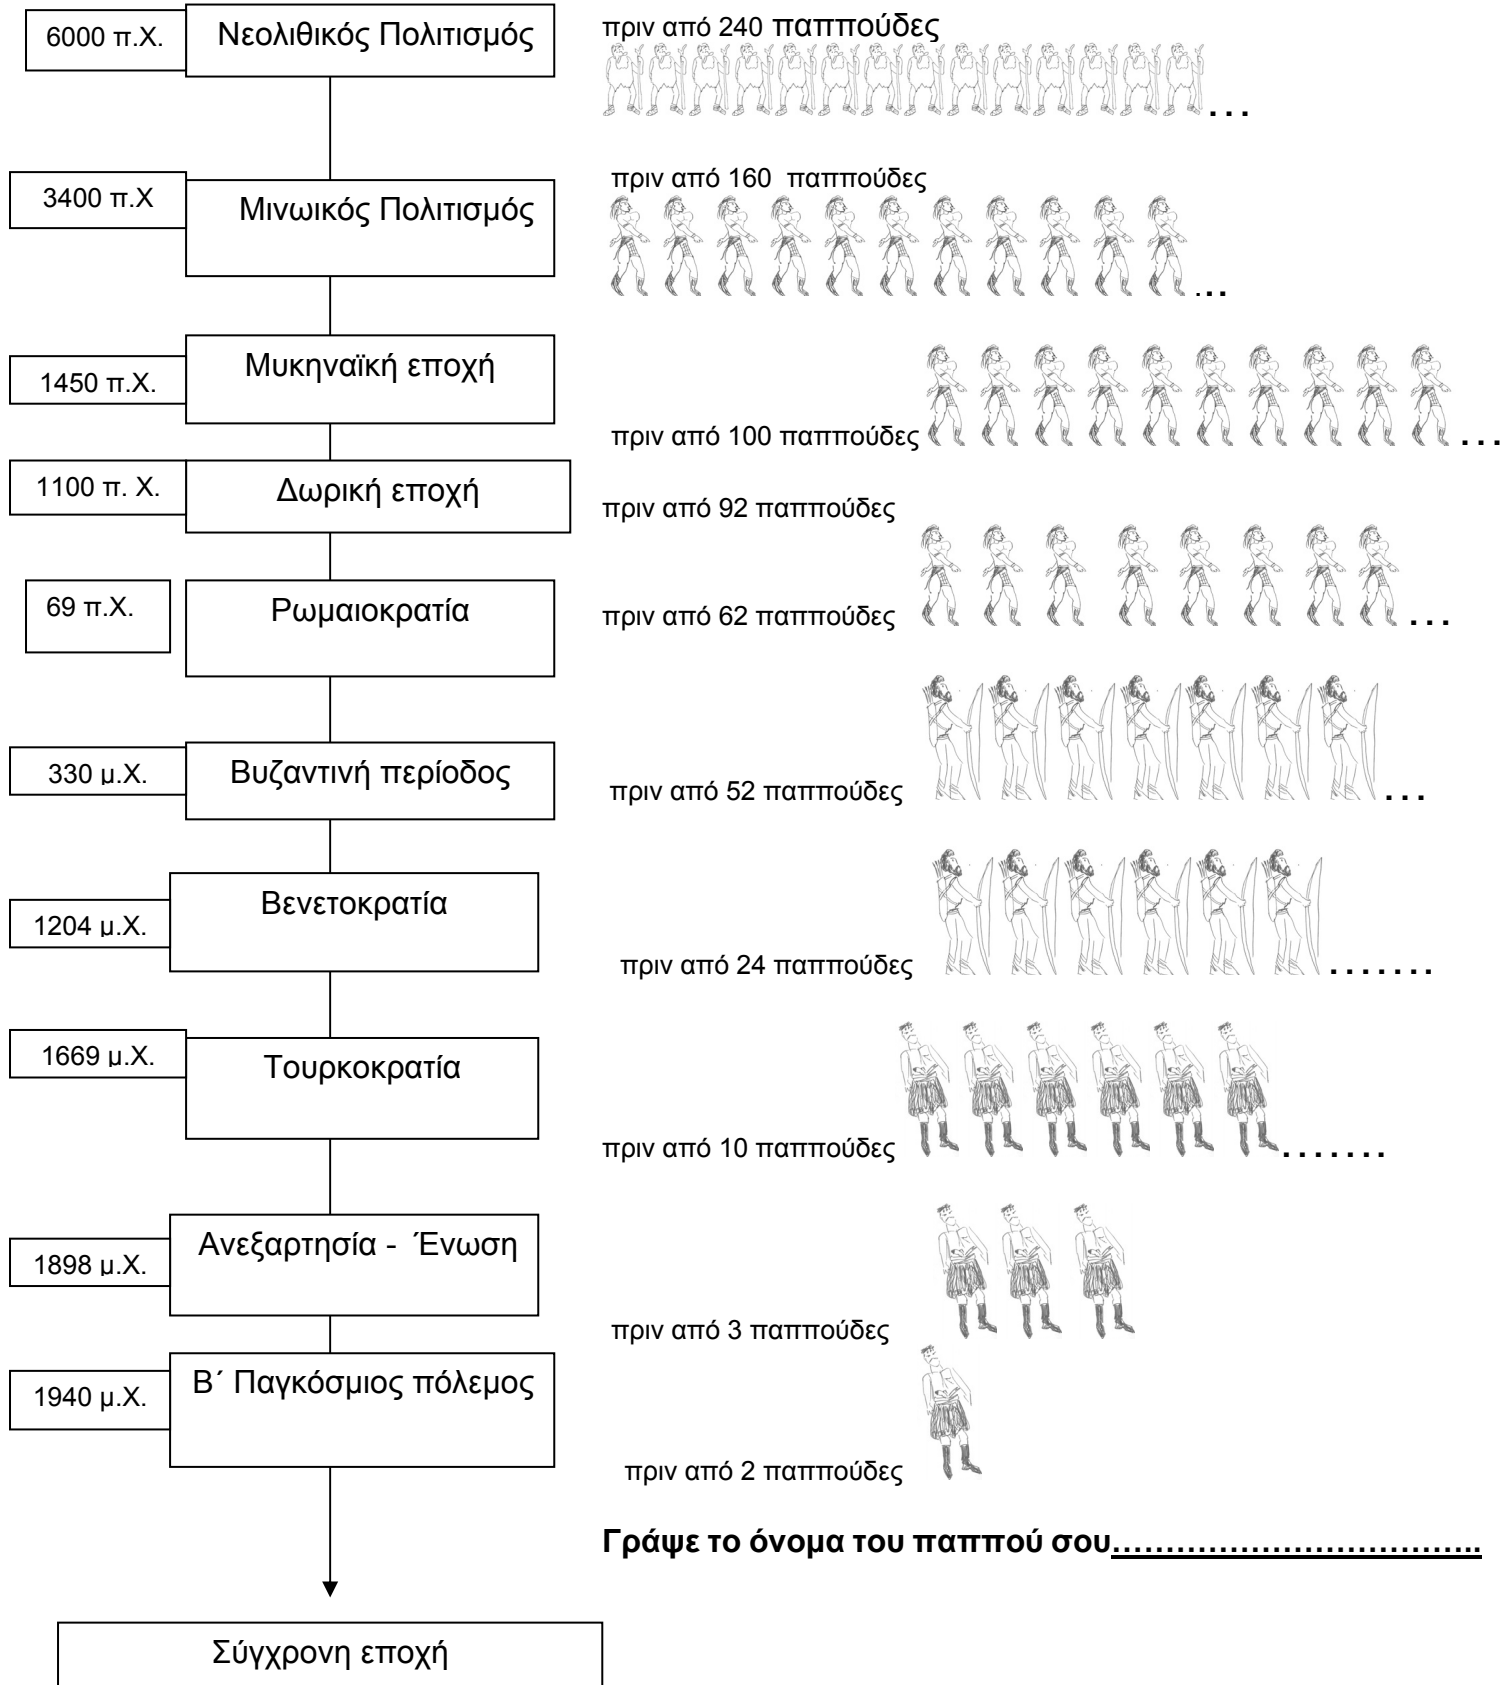 6000 π.Χ.
Νεολιθικός Πολιτισμός
πριν από 240 παππούδες
...
3400 π.Χ
Μινωικός Πολιτισμός
πριν από 160 παππούδες
...
1450 π.Χ.
Μυκηναϊκή εποχή
πριν από 100 παππούδες ...
1100 π. Χ.
Δωρική εποχή
πριν από 92 παππούδες
69 π.Χ.
Ρωμαιοκρατία
πριν από 62 παππούδες ...
330 μ.Χ.
Βυζαντινή περίοδος
πριν από 52 παππούδες ...
1204 μ.Χ.
Βενετοκρατία
πριν από 24 παππούδες .......
1669 μ.Χ.
Τουρκοκρατία
πριν από 10 παππούδες .......
1898 μ.Χ.
Ανεξαρτησία - Ένωση
πριν από 3 παππούδες
1940 μ.Χ.
Β΄ Παγκόσμιος πόλεμος
πριν από 2 παππούδες
Γράψε το όνομα του παππού σου.....................................
Σύγχρονη εποχή